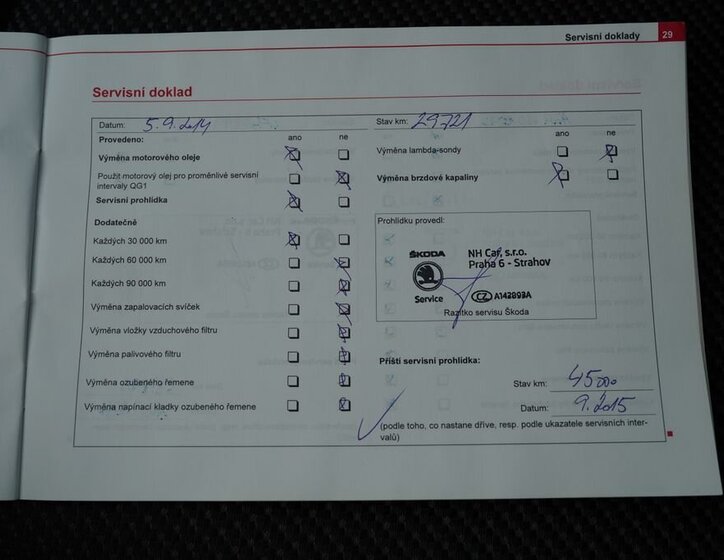 Servisní doklady 29
Servisní doklad
Datum: 5.9.2014
Stav km: 29721
Provedeno: ano ne
ano ne
Výměna motorového oleje
Výměna lambda-sondy
Použit motorový olej pro proměnlivé servisní
intervaly QG1
Výměna brzdové kapaliny
Servisní prohlídka
Dodatečně
Každých 30 000 km
Každých 60 000 km
Každých 90 000 km
Výměna zapalovacích svíček
Výměna vložky vzduchového filtru
Výměna palivového filtru
Výměna ozubeného řemene
Výměna napínací kladky ozubeného řemene
Prohlídku provedl:
ŠKODA
Service
NH Car, s.r.o.
Praha 6 - Strahov
CZ A142893A
Razítko servisu Škoda
Příští servisní prohlídka:
Stav km: 45000
Datum: 9.2015
(podle toho, co nastane dříve, resp. podle ukazatele servisních inter-
valů)